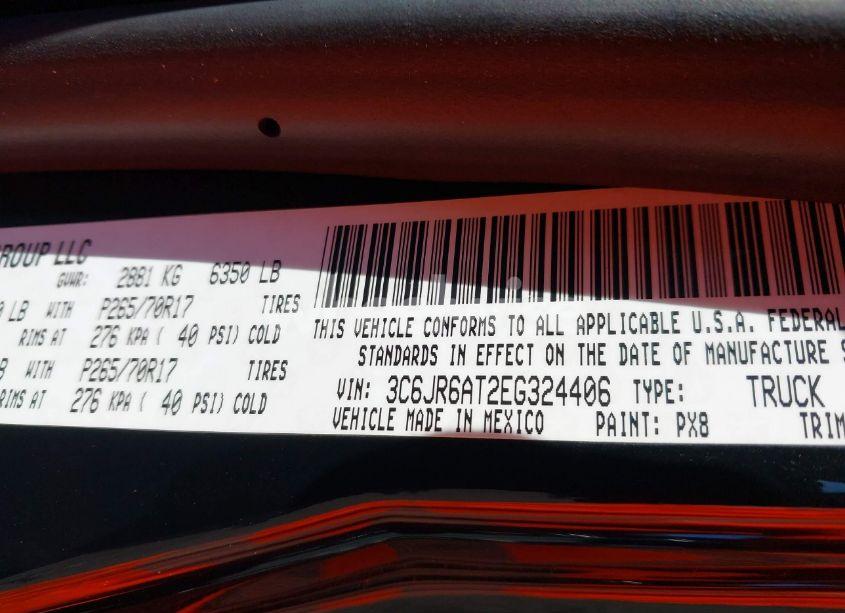 GROUP LLC
GVWR: 2881 KG 6350 LB
LB WITH P265/70R17 TIRES
RIMS AT 276 KPA ( 40 PSI) COLD
WITH P265/70R17 TIRES
RIMS AT 276 KPA ( 40 PSI) COLD
THIS VEHICLE CONFORMS TO ALL APPLICABLE U.S.A. FEDERAL
STANDARDS IN EFFECT ON THE DATE OF MANUFACTURE
VIN: 3C6JR6AT2EG324406 TYPE: TRUCK
VEHICLE MADE IN MEXICO PAINT: PX8 TRIM